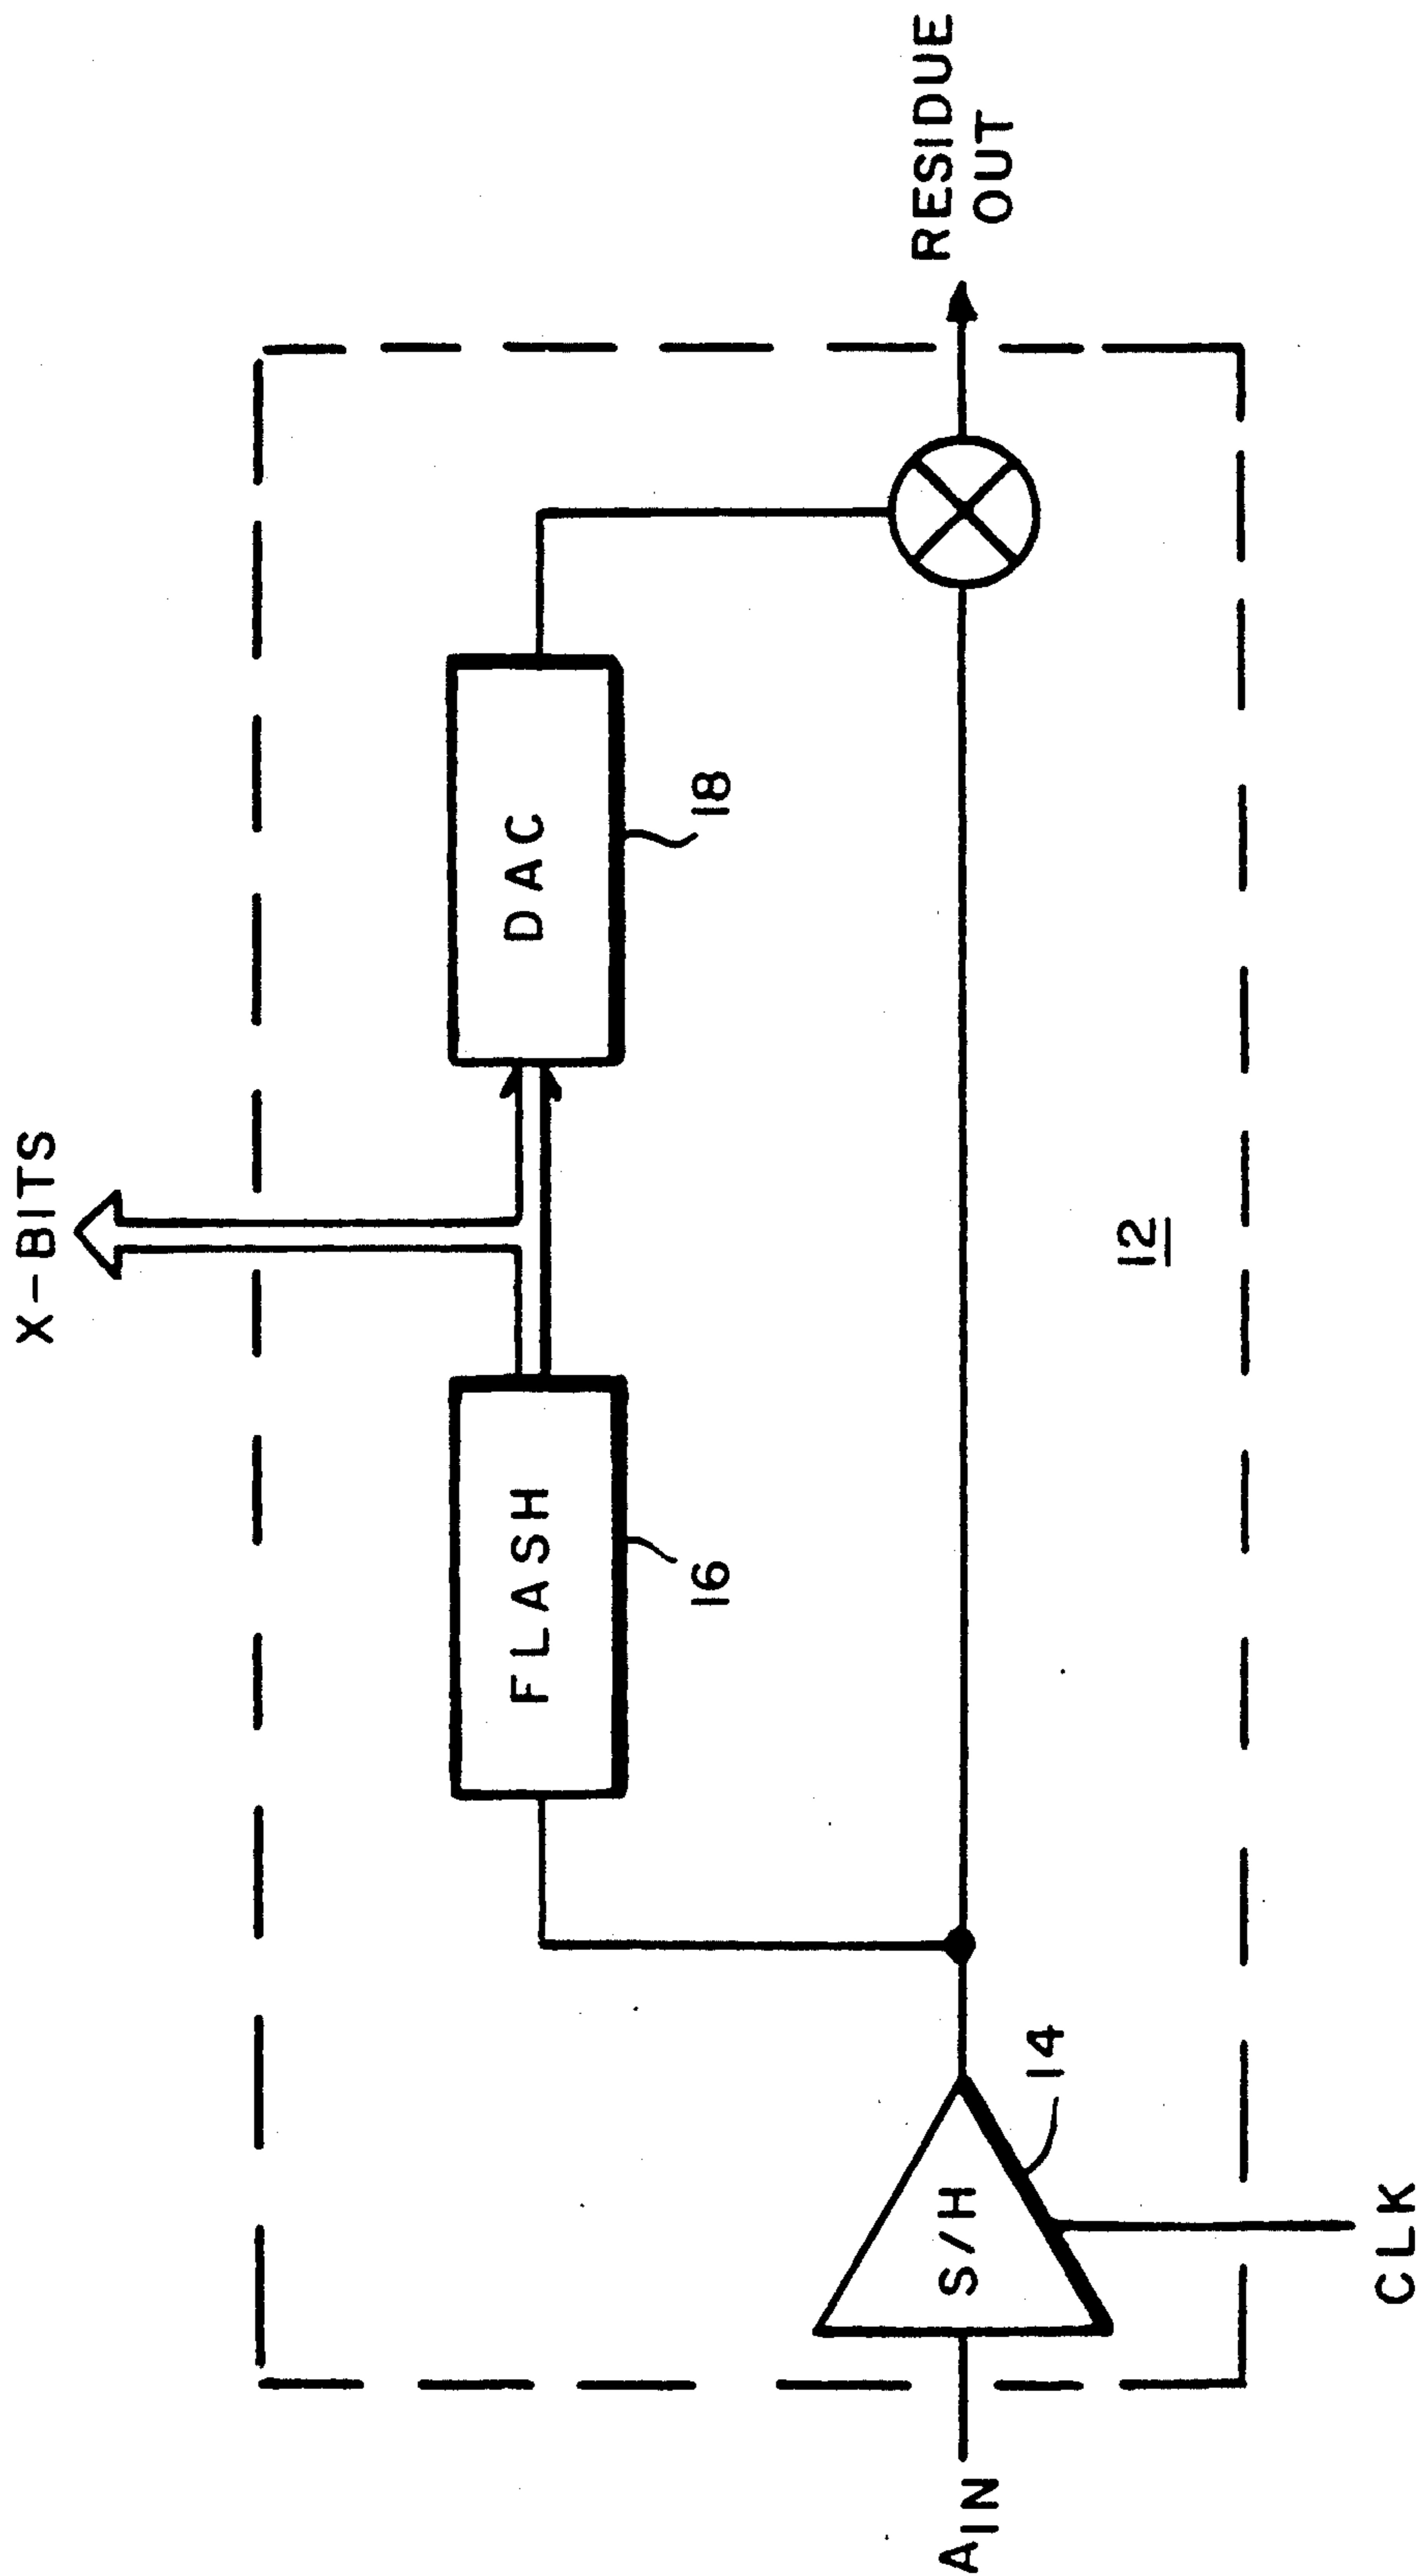 X-BITS
FLASH
16
DAC
18
RESIDUE
OUT
AIN
S/H
14
12
CLK